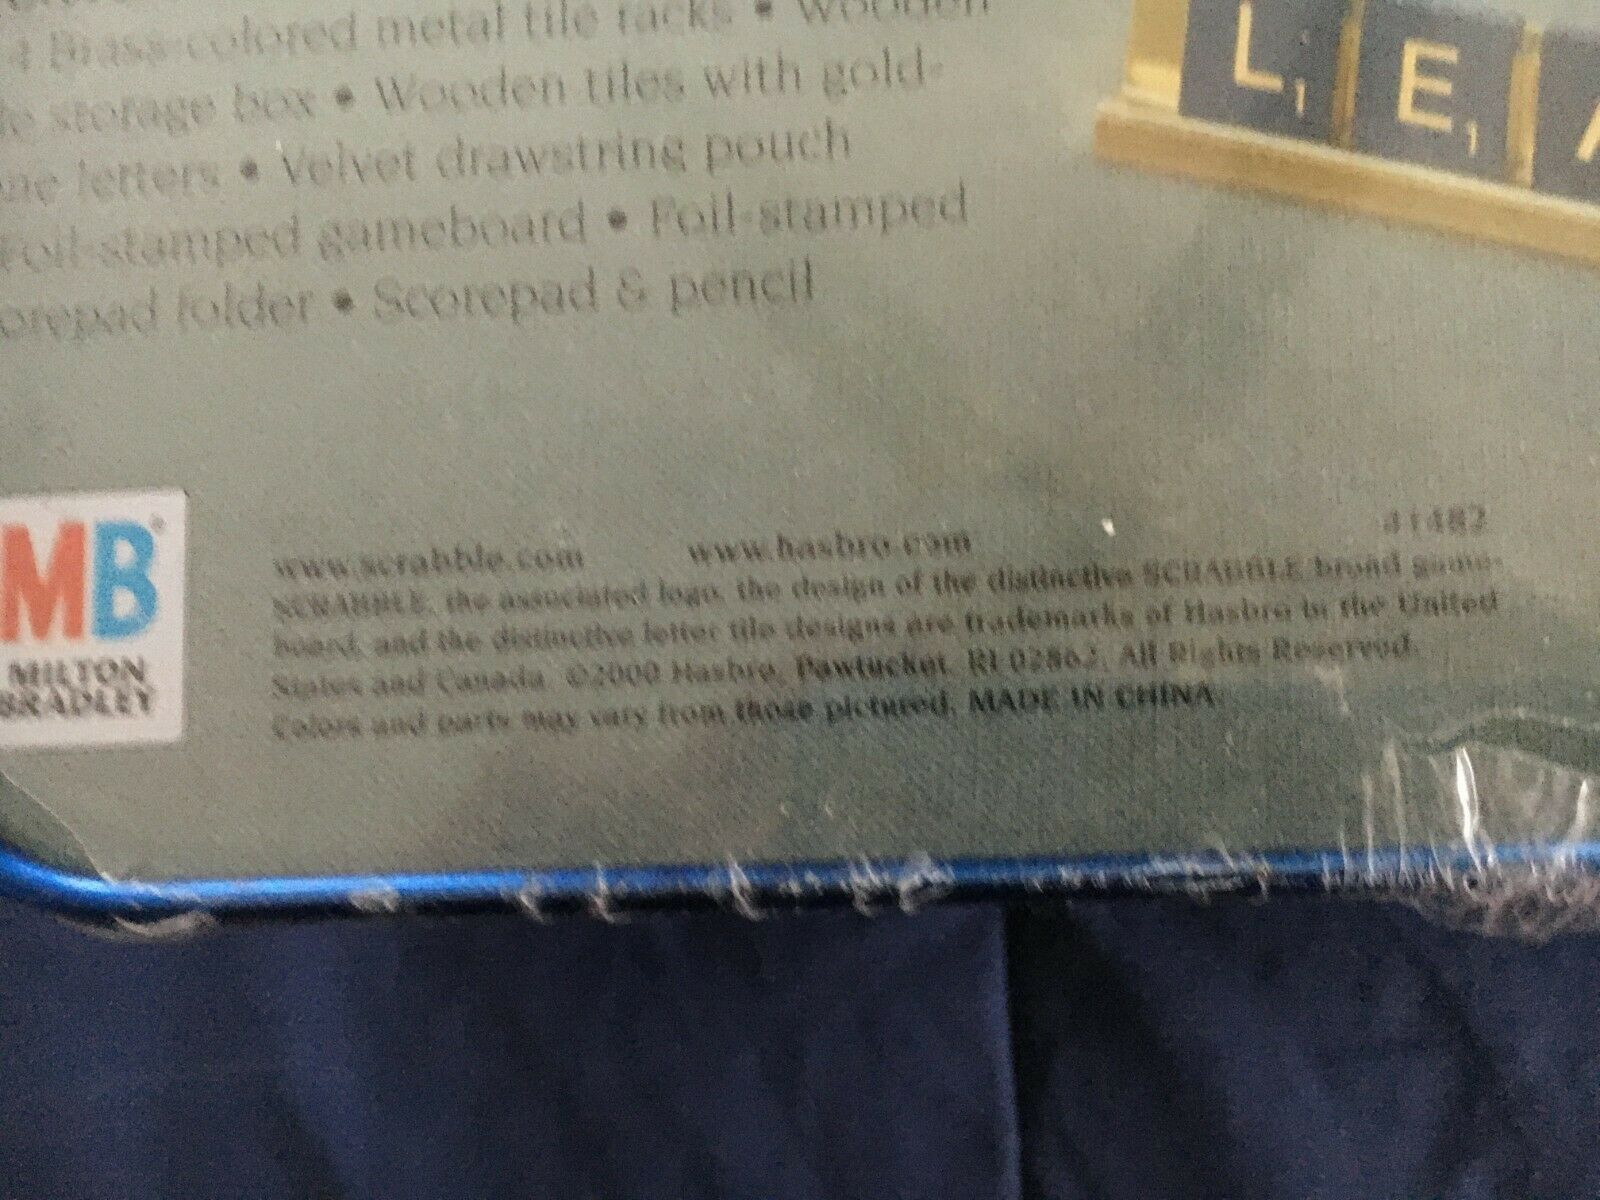 4 Brass-colored metal tile racks • Wooden
storage box • Wooden tiles with gold-
letters • Velvet drawstring pouch
Foil-stamped gameboard • Foil-stamped
folder • Scorepad & pencil
L1 E1
MB®
MILTON
BRADLEY
www.scrabble.com www.hasbro.com 41482
SCRABBLE, the associated logo, the design of the distinctive SCRABBLE brand game-
board, and the distinctive letter tile designs are trademarks of Hasbro in the United
States and Canada. ©2000 Hasbro, Pawtucket, RI 02862. All Rights Reserved.
Colors and parts may vary from those pictured. MADE IN CHINA.